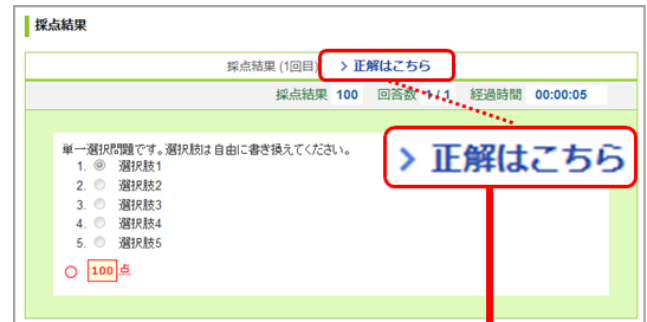 採点結果
採点結果 (1回目) > 正解はこちら
採点結果 100 回答数 1 / 1 経過時間 00:00:05
単一選択問題です。選択肢は自由に書き換えてください。
1. 選択肢1
2. 選択肢2
3. 選択肢3
4. 選択肢4
5. 選択肢5
○ 100 点
> 正解はこちら